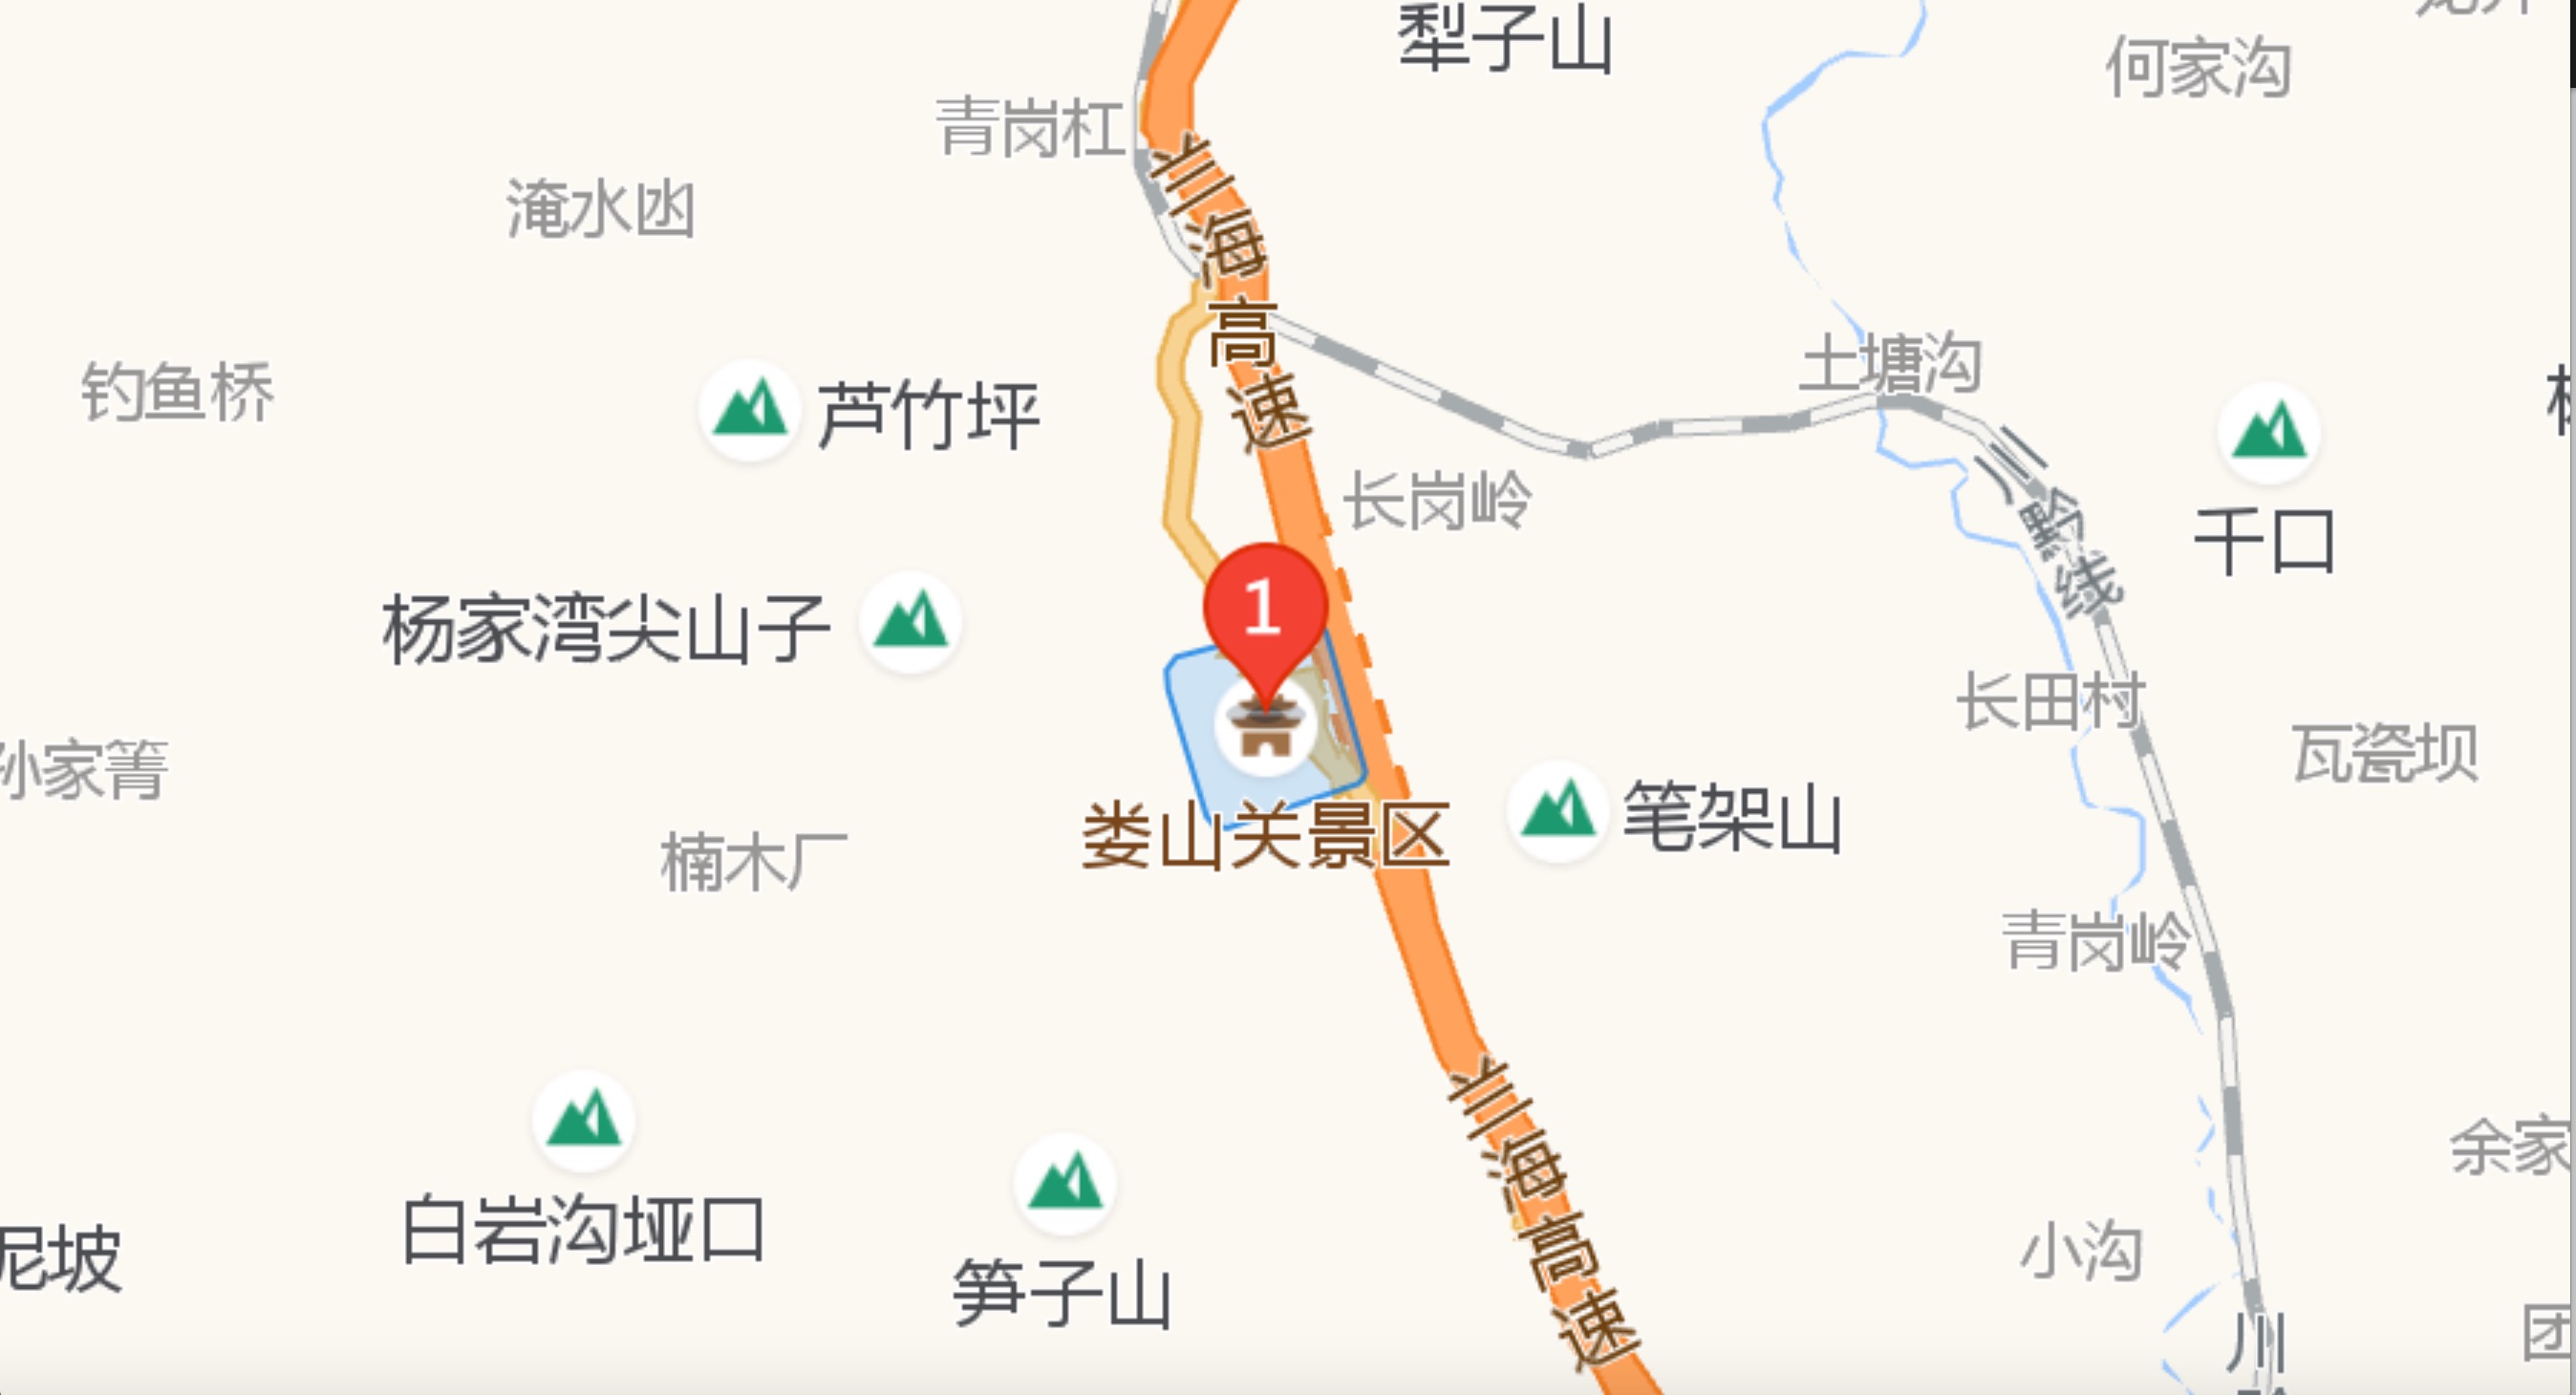 犁子山
何家沟
青岗杠
淹水凼
兰海高速
土塘沟
钓鱼桥
芦竹坪
长岗岭
川黔线
千口
1
杨家湾尖山子
长田村
瓦瓷坝
孙家箐
笔架山
娄山关景区
楠木厂
青岗岭
兰海高速
余家
白岩沟垭口
小沟
泥坡
笋子山
团
川